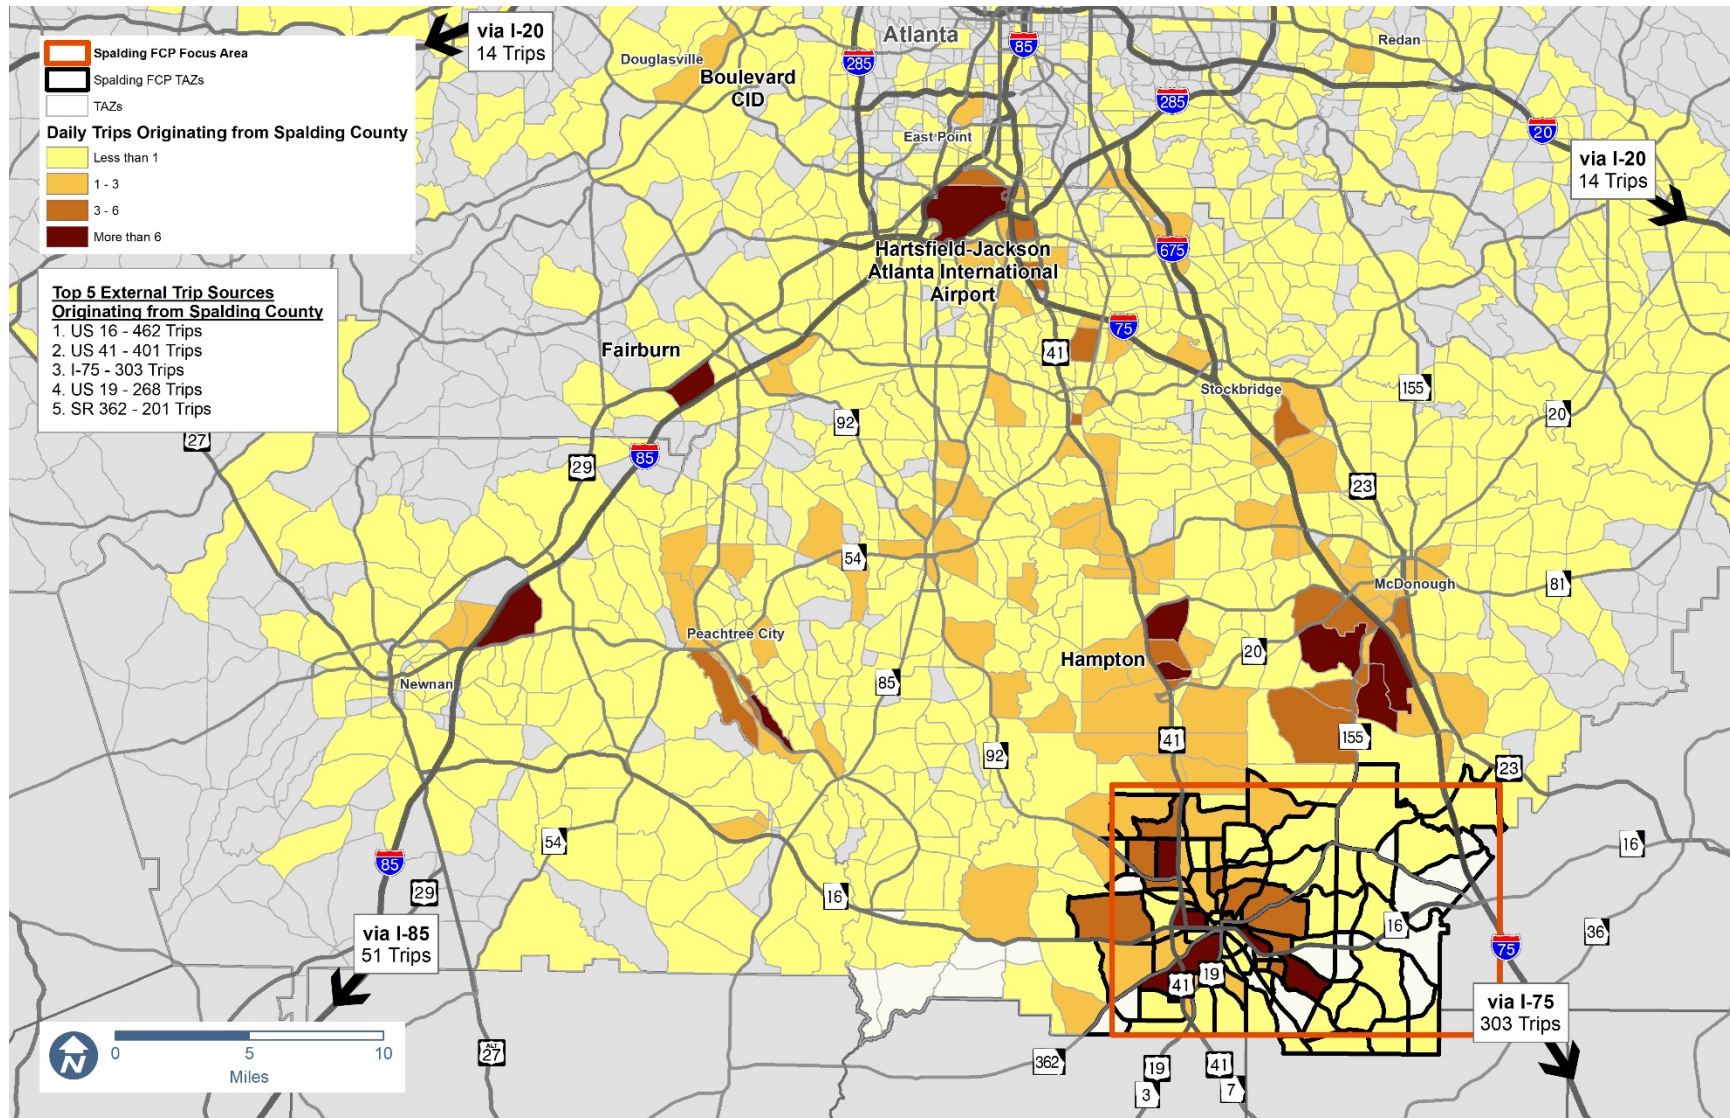 via I-20
14 Trips
Atlanta
85
Redan
Spalding FCP Focus Area
Spalding FCP TAZs
TAZs
Daily Trips Originating from Spalding County
Less than 1
1 - 3
3 - 6
More than 6
Douglasville
285
Boulevard
CID
285
20
East Point
via I-20
14 Trips
675
Hartsfield-Jackson
Atlanta International
Airport
Top 5 External Trip Sources
Originating from Spalding County
1. US 16 - 462 Trips
2. US 41 - 401 Trips
3. I-75 - 303 Trips
4. US 19 - 268 Trips
5. SR 362 - 201 Trips
75
41
Fairburn
Stockbridge
155
20
92
27
85
29
23
54
McDonough
81
Peachtree City
Hampton
20
Newnan
85
41
155
92
23
54
16
85
29
16
16
36
via I-85
51 Trips
75
19
41
via I-75
303 Trips
N
0
5
10
Miles
ALT
27
362
19
41
3
7